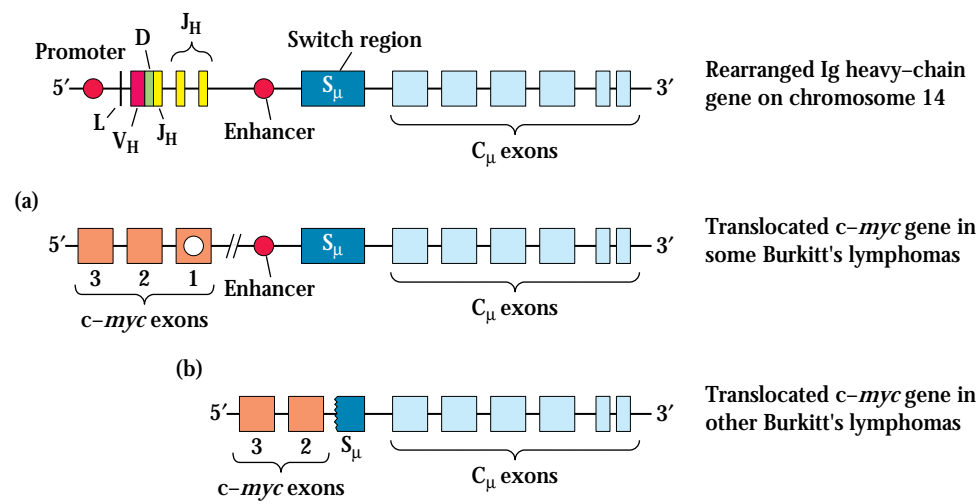 Promoter
D
J_H
Switch region
5′
S_μ
3′
L
V_H
J_H
Enhancer
C_μ exons
Rearranged Ig heavy–chain
gene on chromosome 14
(a)
5′
S_μ
3′
3
2
1
Enhancer
c–myc exons
C_μ exons
Translocated c–myc gene in
some Burkitt's lymphomas
(b)
5′
3′
3
2
S_μ
c–myc exons
C_μ exons
Translocated c–myc gene in
other Burkitt's lymphomas